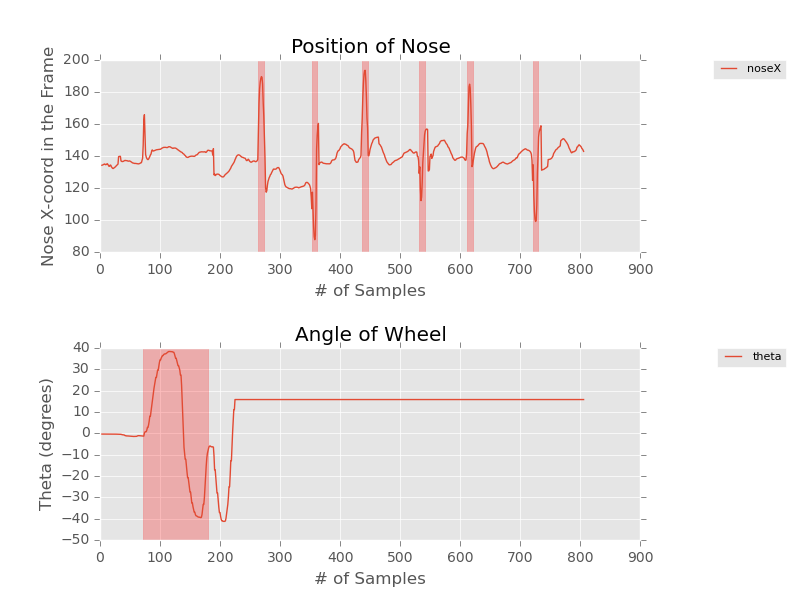 Position of Nose
Nose X-coord in the Frame
200
180
160
140
120
100
80
0 100 200 300 400 500 600 700 800 900
# of Samples
noseX
Angle of Wheel
Theta (degrees)
40
30
20
10
0
−10
−20
−30
−40
−50
0 100 200 300 400 500 600 700 800 900
# of Samples
theta